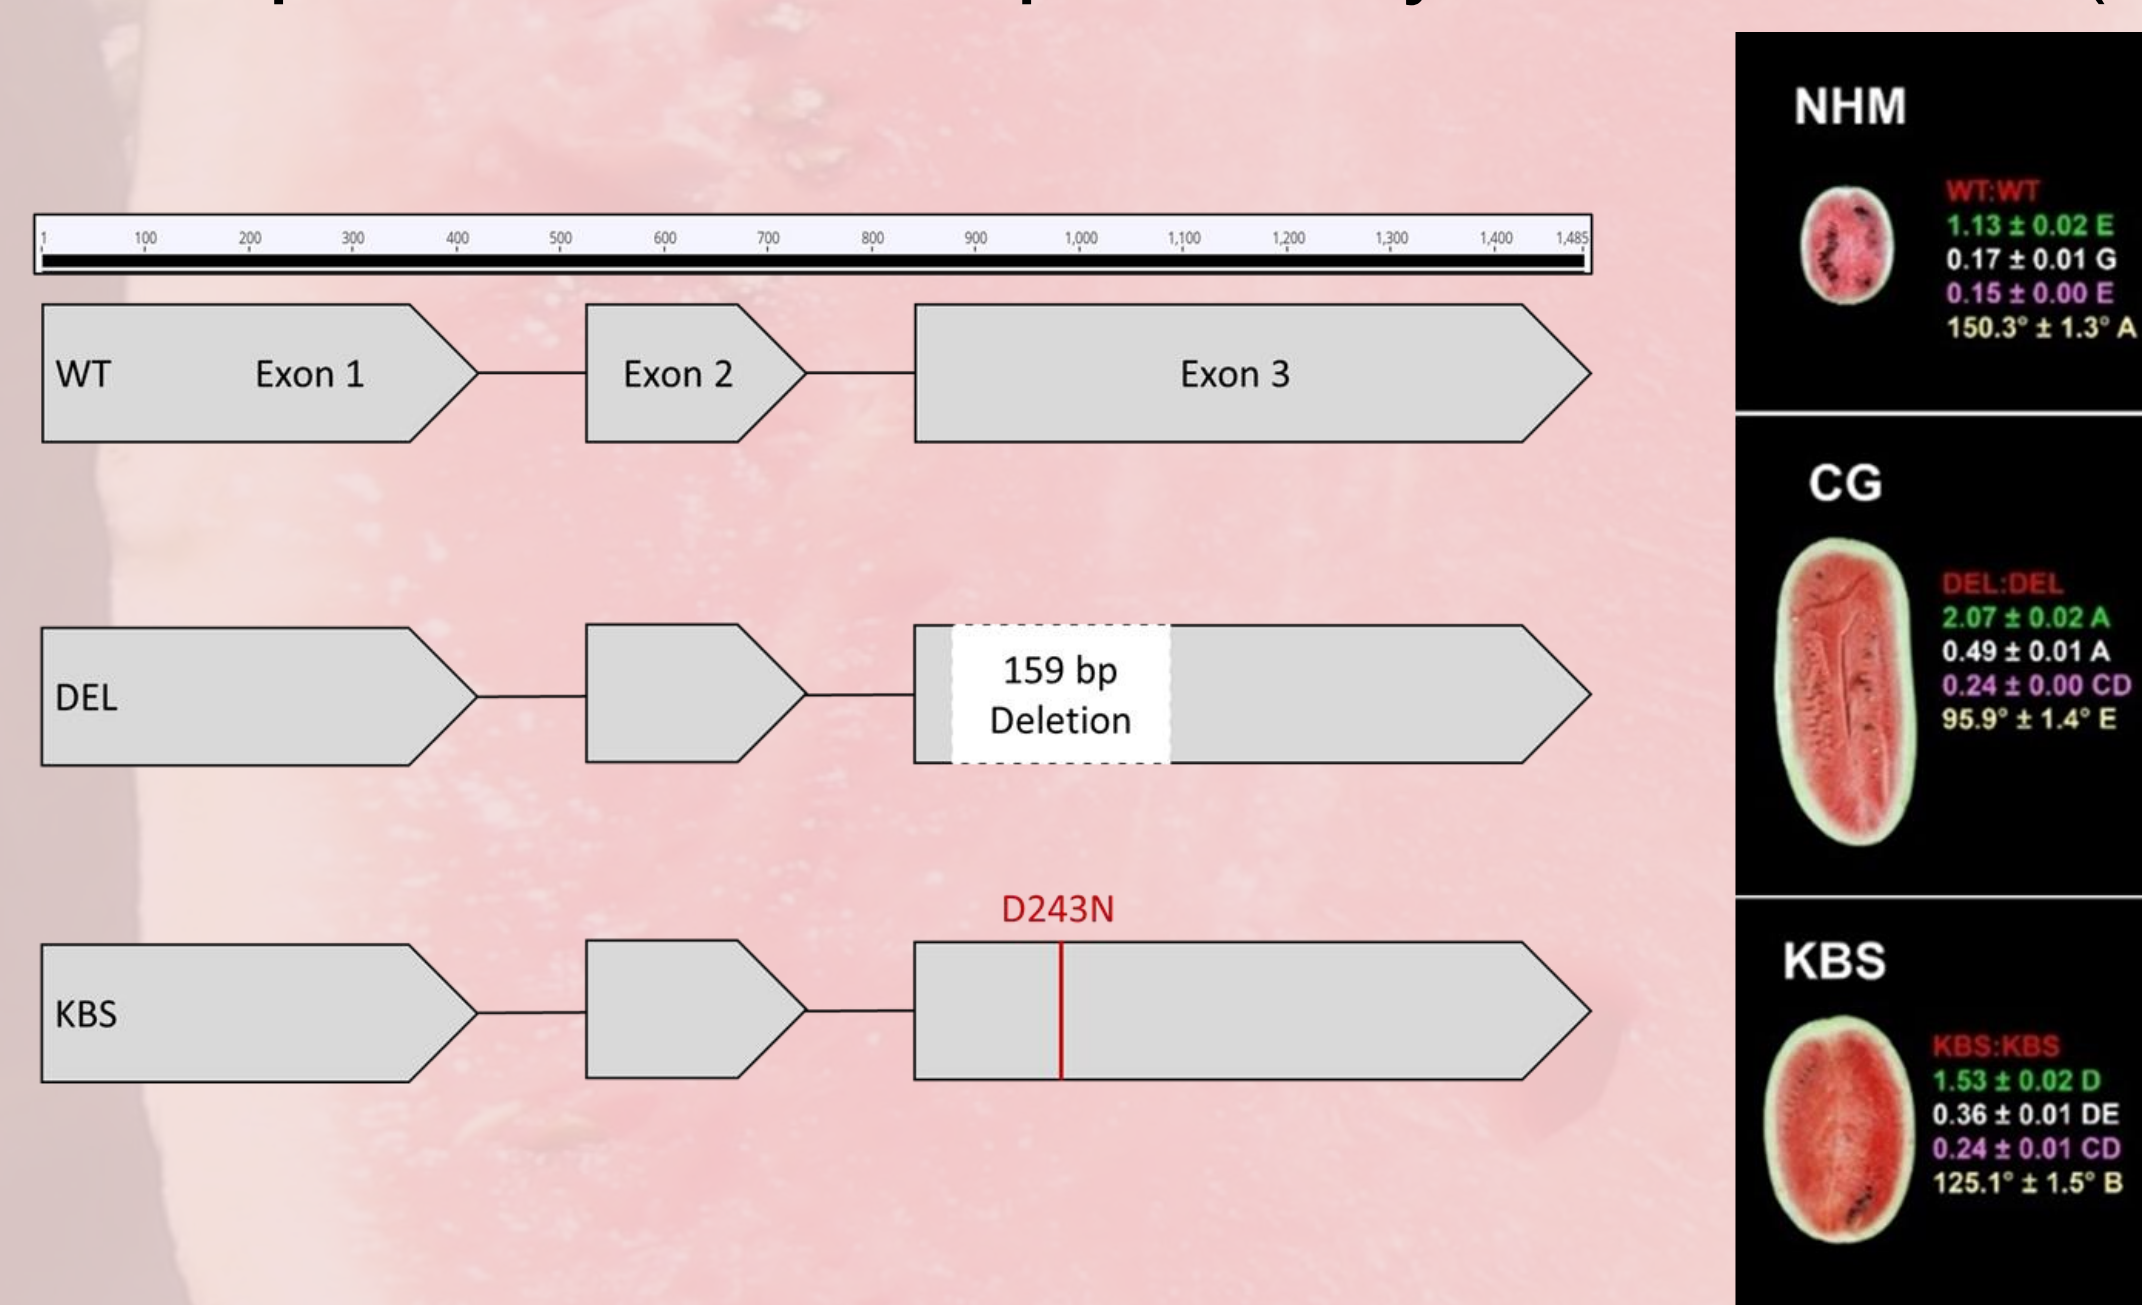 1 100 200 300 400 500 600 700 800 900 1,000 1,100 1,200 1,300 1,400 1,485
WT Exon 1 Exon 2 Exon 3
DEL
159 bp
Deletion
D243N
KBS
NHM
WT:WT
1.13 ± 0.02 E
0.17 ± 0.01 G
0.15 ± 0.00 E
150.3° ± 1.3° A
CG
DEL:DEL
2.07 ± 0.02 A
0.49 ± 0.01 A
0.24 ± 0.00 CD
95.9° ± 1.4° E
KBS
KBS:KBS
1.53 ± 0.02 D
0.36 ± 0.01 DE
0.24 ± 0.01 CD
125.1° ± 1.5° B